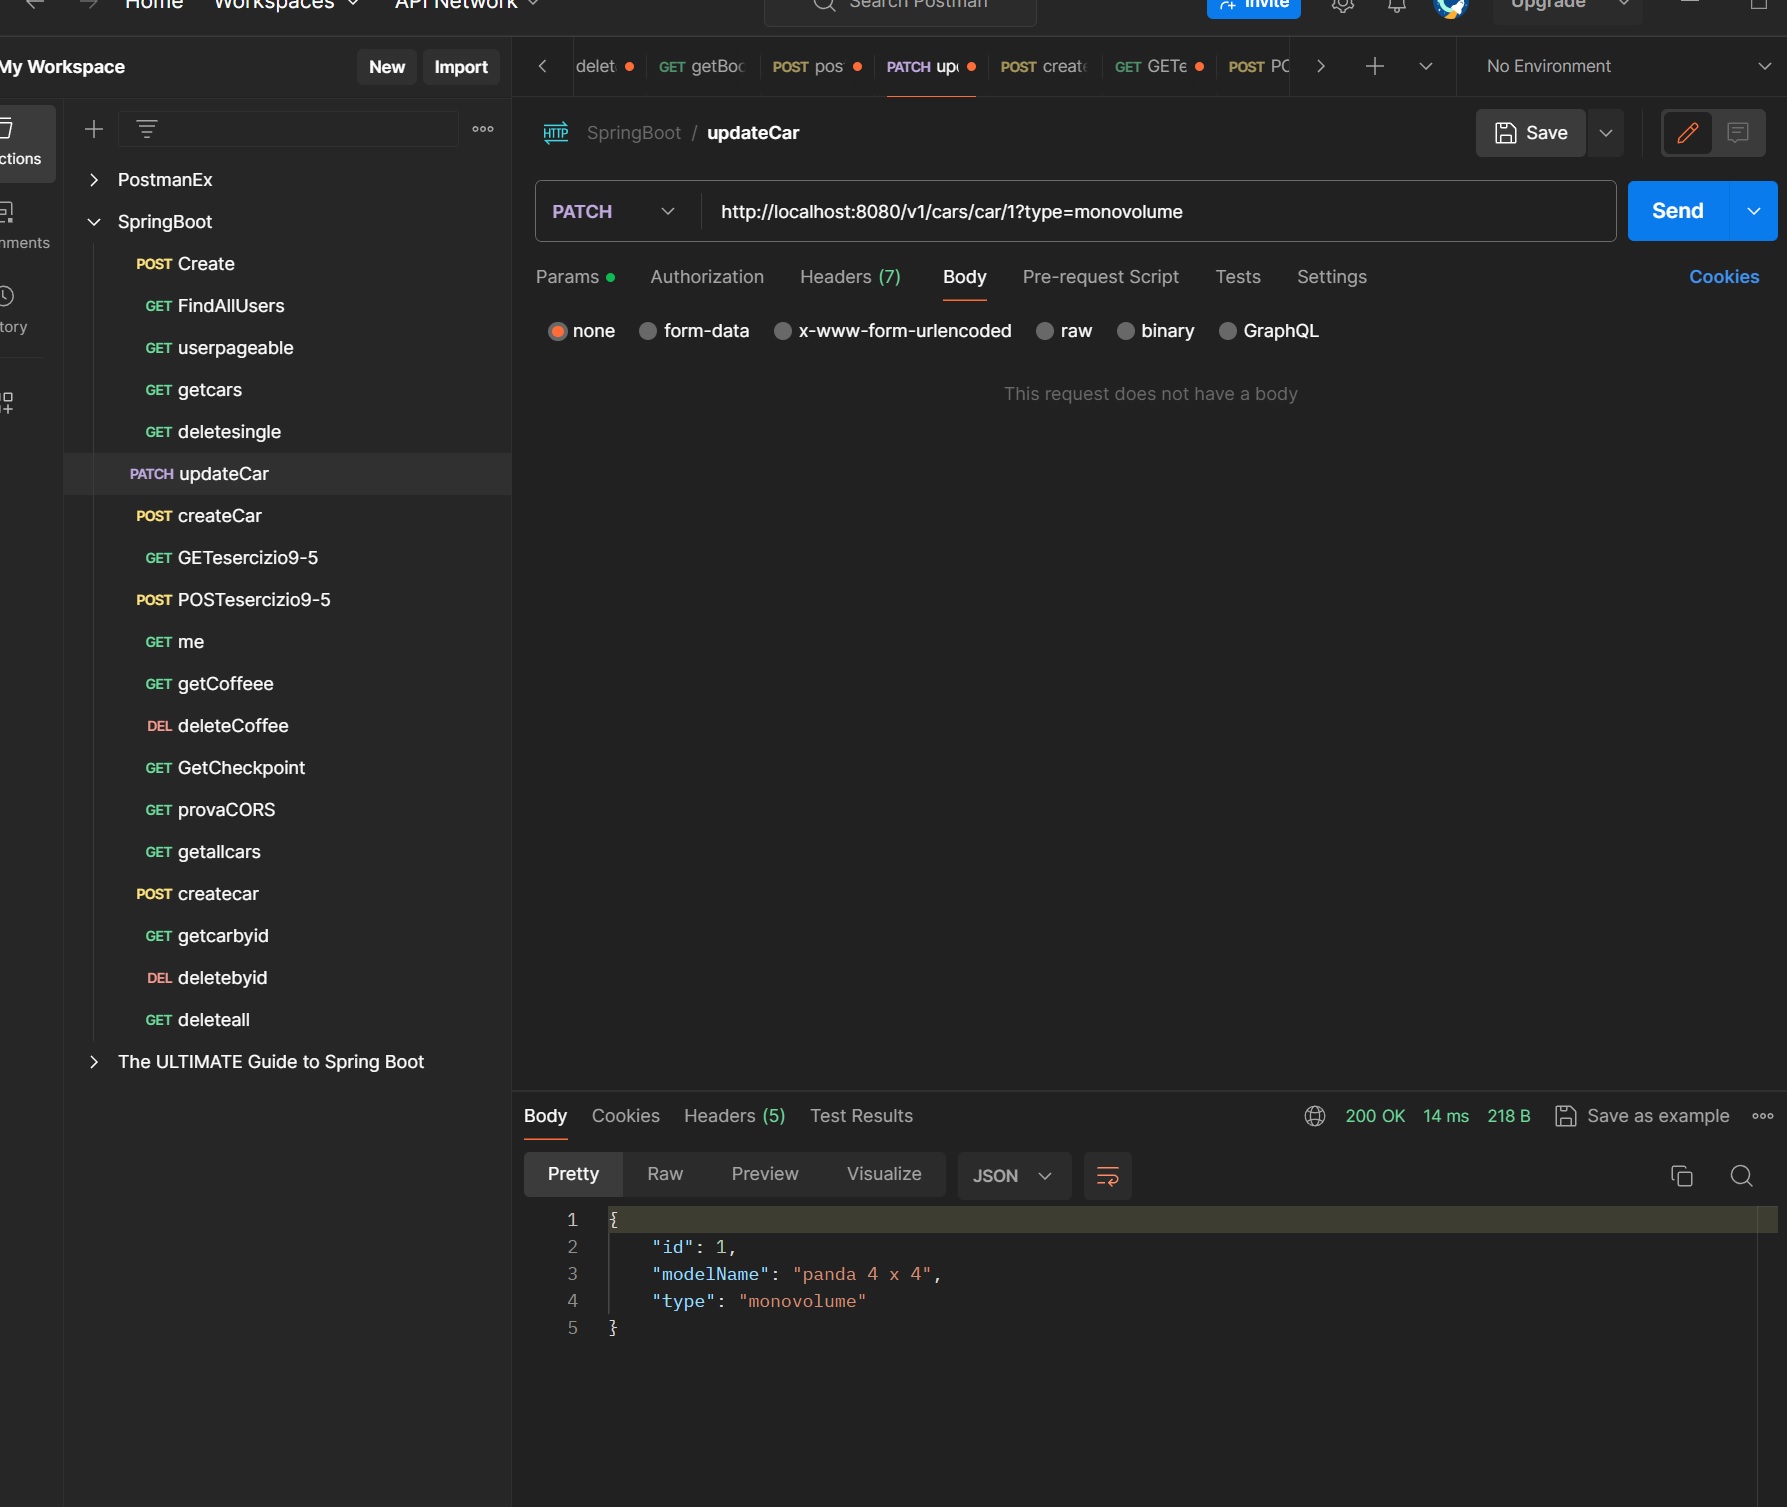 Home Workspaces API Network Search Postman Invite Upgrade
My Workspace New Import
delet GET getBoo POST pos PATCH up POST creat GET GETe POST PO No Environment
ctions
nments
tory
PostmanEx
SpringBoot
POST Create
GET FindAllUsers
GET userpageable
GET getcars
GET deletesingle
PATCH updateCar
POST createCar
GET GETesercizio9-5
POST POSTesercizio9-5
GET me
GET getCoffeee
DEL deleteCoffee
GET GetCheckpoint
GET provaCORS
GET getallcars
POST createcar
GET getcarbyid
DEL deletebyid
GET deleteall
The ULTIMATE Guide to Spring Boot
HTTP SpringBoot / updateCar Save
PATCH http://localhost:8080/v1/cars/car/1?type=monovolume Send
Params Authorization Headers (7) Body Pre-request Script Tests Settings Cookies
none form-data x-www-form-urlencoded raw binary GraphQL
This request does not have a body
Body Cookies Headers (5) Test Results 200 OK 14 ms 218 B Save as example
Pretty Raw Preview Visualize JSON
1 {
2 "id": 1,
3 "modelName": "panda 4 x 4",
4 "type": "monovolume"
5 }